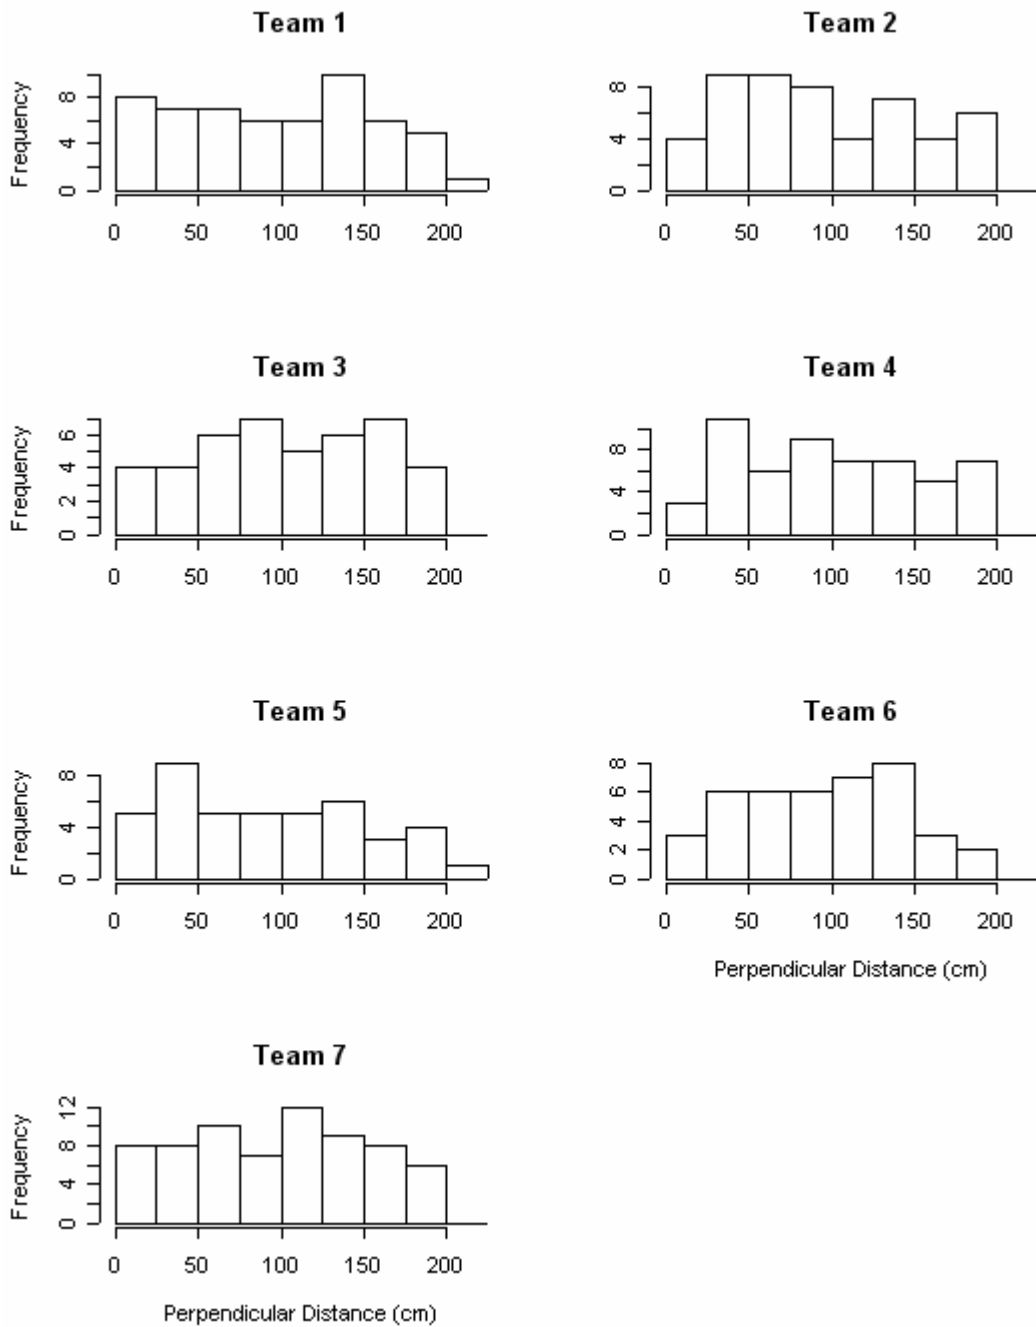 Team 1
Team 2
Frequency
0 4 8
0 4 8
0 50 100 150 200
0 50 100 150 200
Team 3
Team 4
Frequency
0 2 4 6
0 4 8
0 50 100 150 200
0 50 100 150 200
Team 5
Team 6
Frequency
0 4 8
0 2 4 6 8
0 50 100 150 200
0 50 100 150 200
Perpendicular Distance (cm)
Team 7
Frequency
0 4 8 12
0 50 100 150 200
Perpendicular Distance (cm)